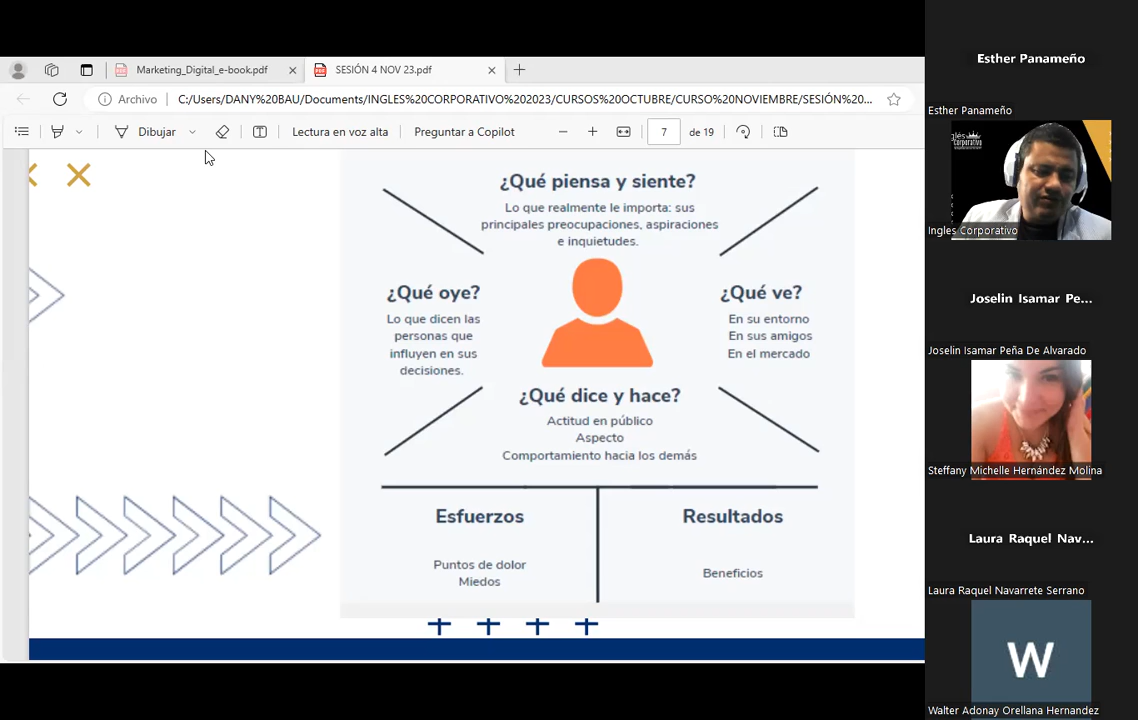 Marketing_Digital_e-book.pdf
SESIÓN 4 NOV 23.pdf
Archivo
C:/Users/DANY%20BAU/Documents/INGLES%20CORPORATIVO%202023/CURSOS%20OCTUBRE/CURSO%20NOVIEMBRE/SESIÓN%20...
Dibujar
Lectura en voz alta
Preguntar a Copilot
7
de 19
¿Qué piensa y siente?
Lo que realmente le importa: sus
principales preocupaciones, aspiraciones
e inquietudes.
¿Qué oye?
Lo que dicen las
personas que
influyen en sus
decisiones.
¿Qué ve?
En su entorno
En sus amigos
En el mercado
¿Qué dice y hace?
Actitud en público
Aspecto
Comportamiento hacia los demás
Esfuerzos
Puntos de dolor
Miedos
Resultados
Beneficios
Esther Panameño
Esther Panameño
Ingles Corporativo
Joselin Isamar Pe...
Joselin Isamar Peña De Alvarado
Steffany Michelle Hernández Molina
Laura Raquel Nav...
Laura Raquel Navarrete Serrano
W
Walter Adonay Orellana Hernandez